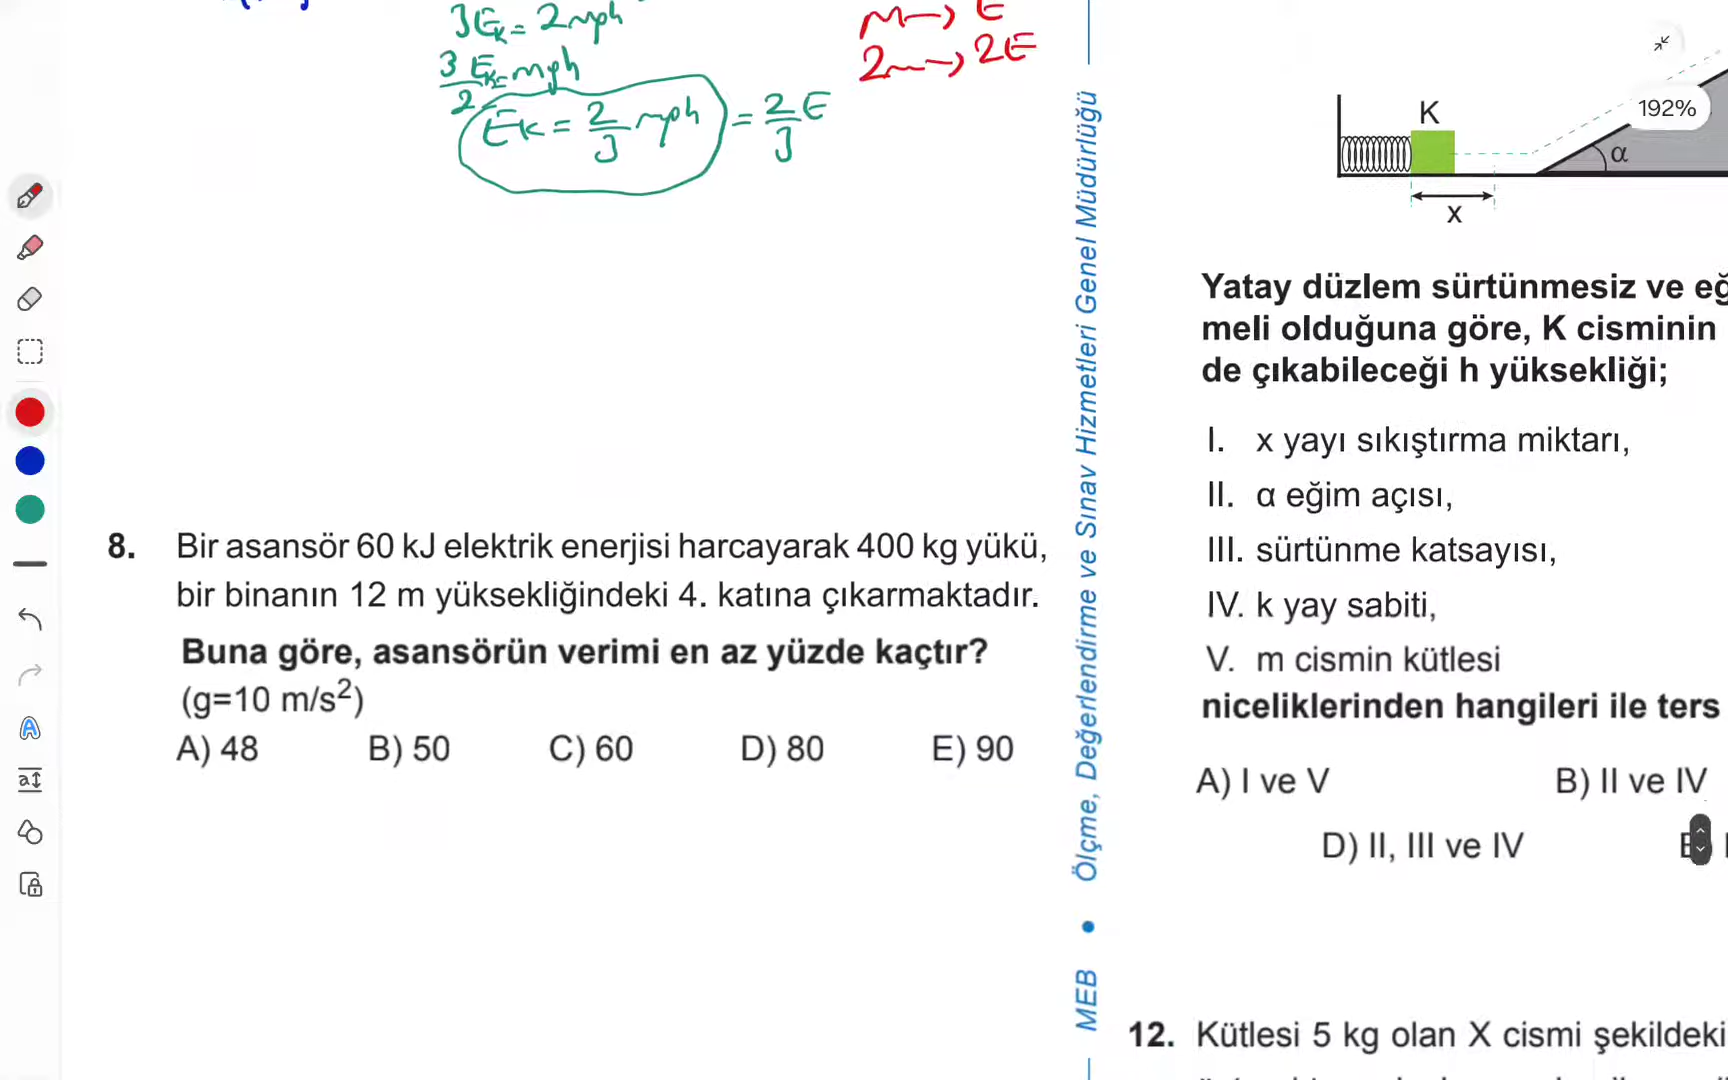 3Ek = 2mph
3/2 Ek = mph
Ek = 2/3 mph = 2/3 E
m → E
2m → 2E
8. Bir asansör 60 kJ elektrik enerjisi harcayarak 400 kg yükü,
bir binanın 12 m yüksekliğindeki 4. katına çıkarmaktadır.
Buna göre, asansörün verimi en az yüzde kaçtır?
(g=10 m/s²)
A) 48 B) 50 C) 60 D) 80 E) 90
MEB • Ölçme, Değerlendirme ve Sınav Hizmetleri Genel Müdürlüğü
192%
K
α
x
Yatay düzlem sürtünmesiz ve eğ
meli olduğuna göre, K cisminin
de çıkabileceği h yüksekliği;
I. x yayı sıkıştırma miktarı,
II. α eğim açısı,
III. sürtünme katsayısı,
IV. k yay sabiti,
V. m cismin kütlesi
niceliklerinden hangileri ile ters
A) I ve V B) II ve IV
D) II, III ve IV
12. Kütlesi 5 kg olan X cismi şekildeki